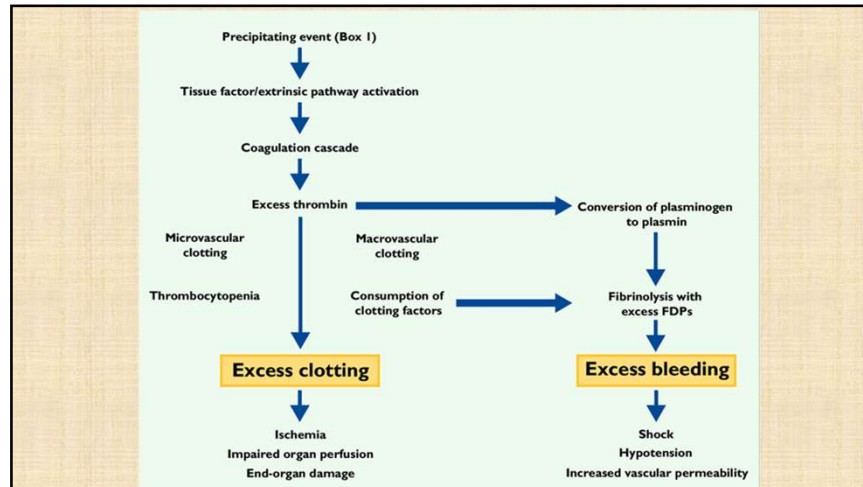 Precipitating event (Box 1)
Tissue factor/extrinsic pathway activation
Coagulation cascade
Excess thrombin
Conversion of plasminogen
to plasmin
Microvascular
clotting
Macrovascular
clotting
Thrombocytopenia
Consumption of
clotting factors
Fibrinolysis with
excess FDPs
Excess clotting
Excess bleeding
Ischemia
Impaired organ perfusion
End-organ damage
Shock
Hypotension
Increased vascular permeability